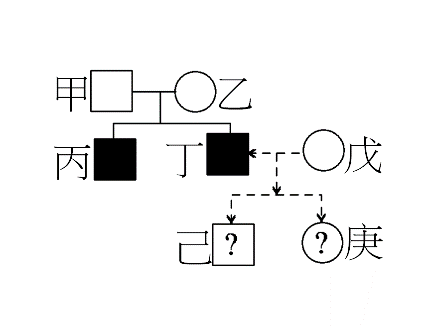 甲 乙
丙 丁 戊
己 ? ? 庚